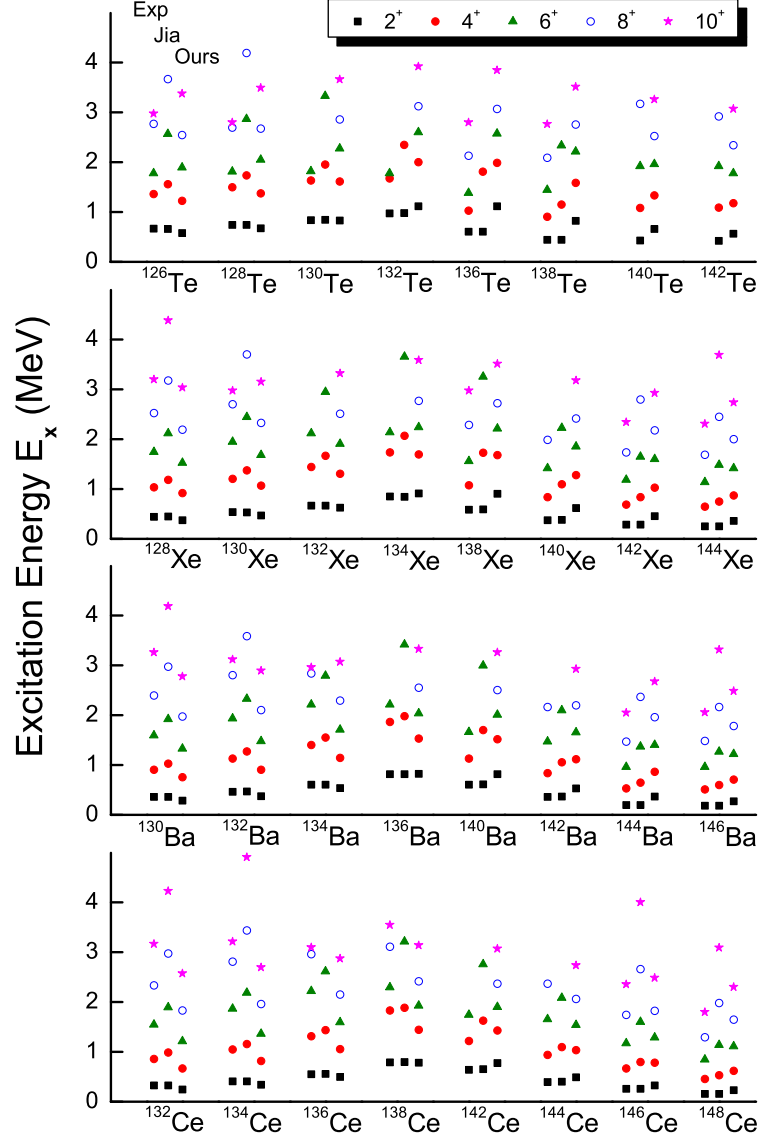 Exp
Jia
Ours
2⁺ 4⁺ 6⁺ 8⁺ 10⁺
Excitation Energy Eₓ (MeV)
4
3
2
1
0
¹²⁶Te ¹²⁸Te ¹³⁰Te ¹³²Te ¹³⁶Te ¹³⁸Te ¹⁴⁰Te ¹⁴²Te
4
3
2
1
0
¹²⁸Xe ¹³⁰Xe ¹³²Xe ¹³⁴Xe ¹³⁸Xe ¹⁴⁰Xe ¹⁴²Xe ¹⁴⁴Xe
4
3
2
1
0
¹³⁰Ba ¹³²Ba ¹³⁴Ba ¹³⁶Ba ¹⁴⁰Ba ¹⁴²Ba ¹⁴⁴Ba ¹⁴⁶Ba
4
3
2
1
0
¹³²Ce ¹³⁴Ce ¹³⁶Ce ¹³⁸Ce ¹⁴²Ce ¹⁴⁴Ce ¹⁴⁶Ce ¹⁴⁸Ce